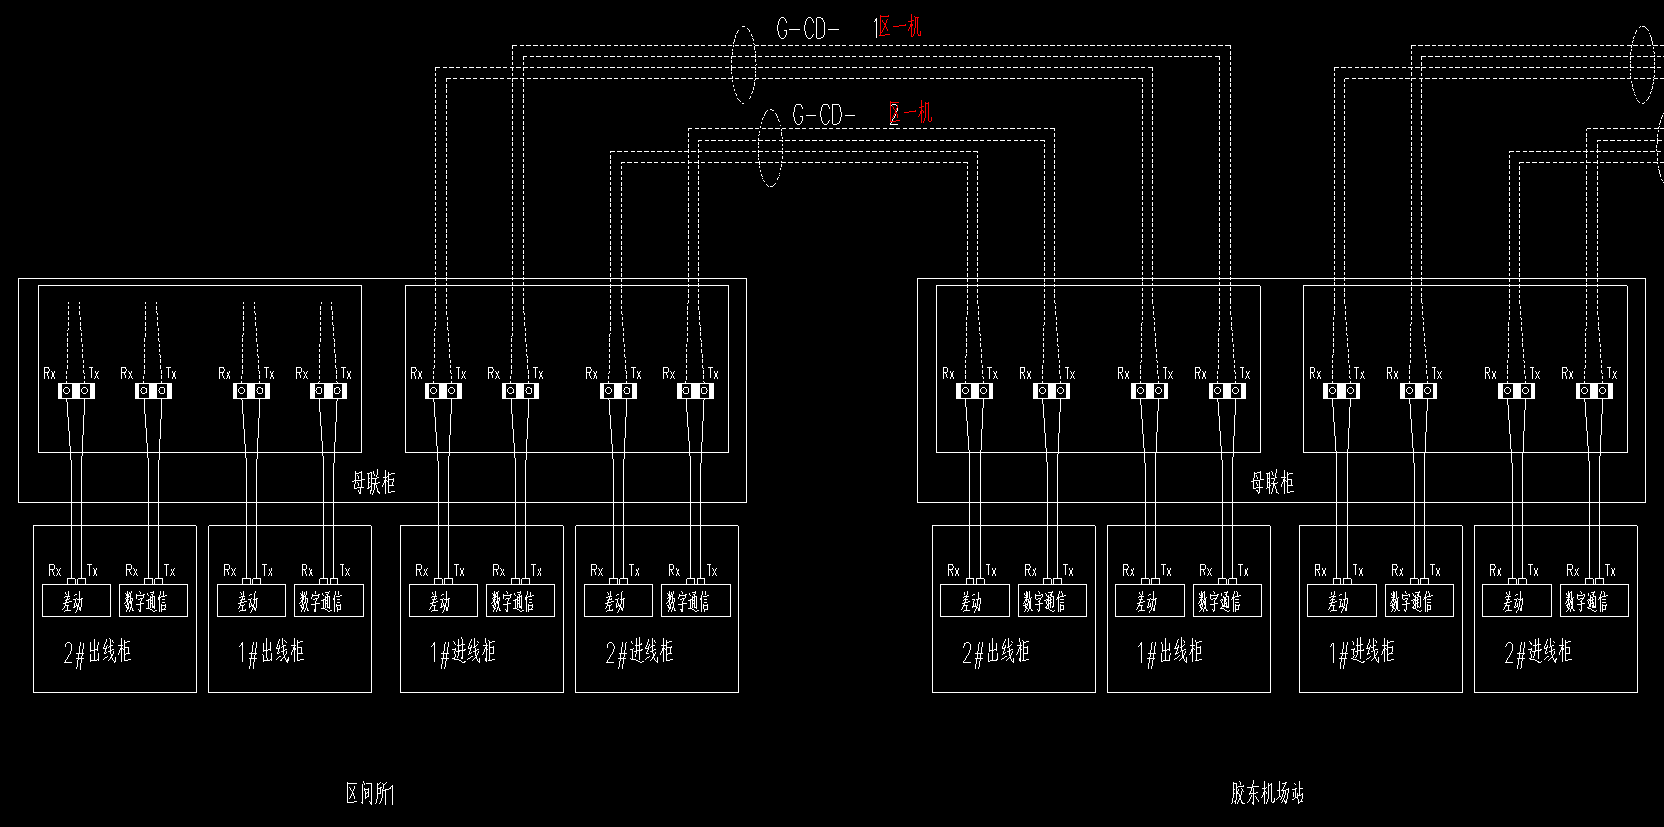 G-CD- 1区一机
G-CD- 2区一机
Rx Tx Rx Tx Rx Tx Rx Tx Rx Tx Rx Tx Rx Tx Rx Tx Rx Tx Rx Tx Rx Tx Rx Tx Rx Tx Rx Tx Rx Tx Rx Tx
母联柜 母联柜
Rx Tx Rx Tx Rx Tx Rx Tx Rx Tx Rx Tx Rx Tx Rx Tx Rx Tx Rx Tx Rx Tx Rx Tx Rx Tx Rx Tx Rx Tx Rx Tx
差动 数字通信 差动 数字通信 差动 数字通信 差动 数字通信 差动 数字通信 差动 数字通信 差动 数字通信 差动 数字通信
2#出线柜 1#出线柜 1#进线柜 2#进线柜 2#出线柜 1#出线柜 1#进线柜 2#进线柜
区间所1 胶东机场站